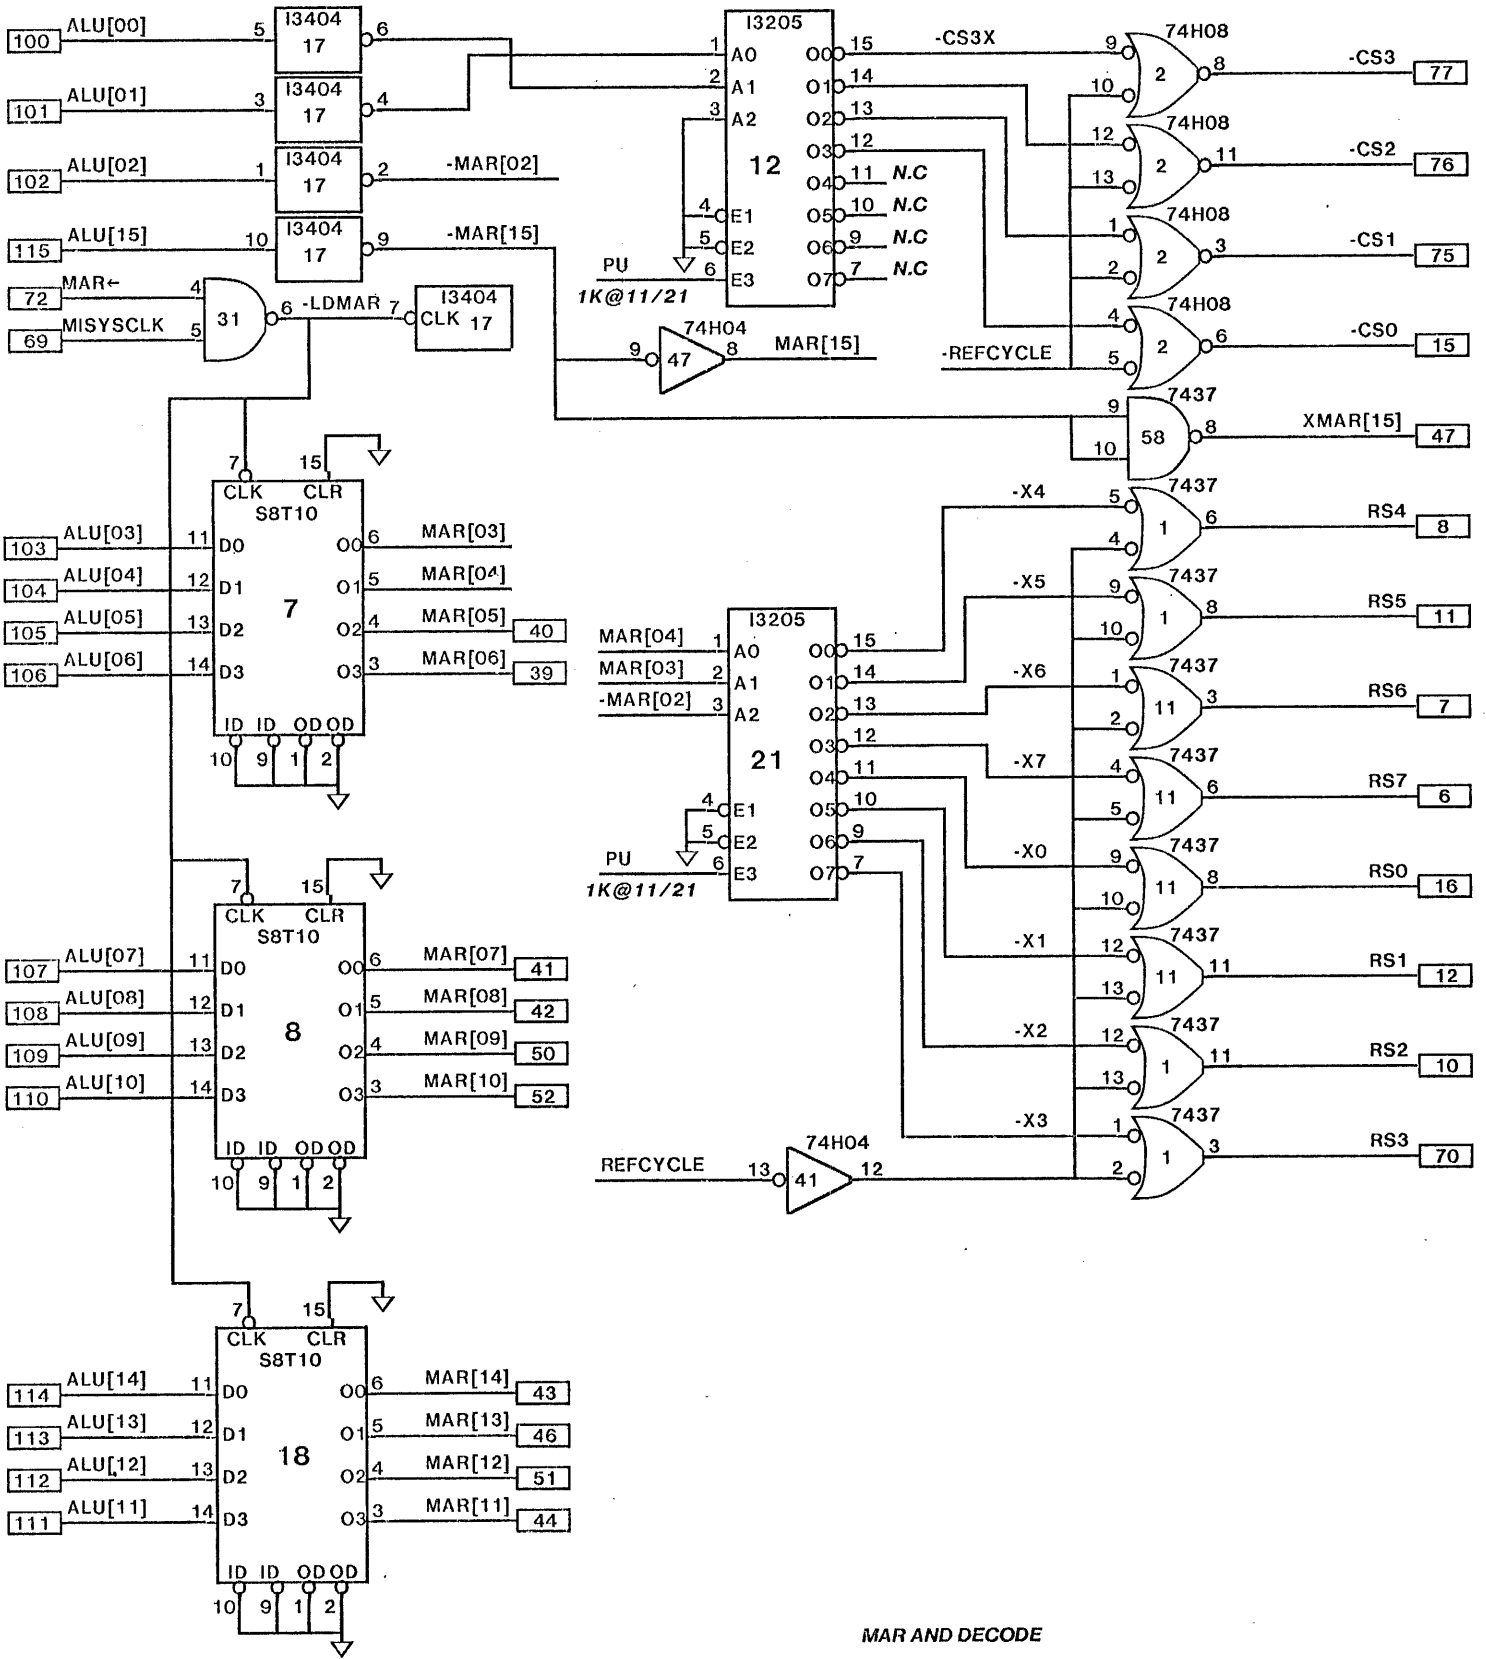 100 ALU[00] 5 I3404 17 6
101 ALU[01] 3 I3404 17 4
102 ALU[02] 1 I3404 17 2 -MAR[02]
115 ALU[15] 10 I3404 17 9 -MAR[15]
72 MAR← 4
69 MISYSCLK 5
31 6 -LDMAR 7 CLK I3404 17
I3205
12
1 A0 O0 15 -CS3X
2 A1 O1 14
3 A2 O2 13
O3 12
O4 11 N.C
4 E1 O5 10 N.C
5 E2 O6 9 N.C
PU 6 E3 O7 7 N.C
1K@11/21
9 47 74H04 8 MAR[15]
-REFCYCLE
74H08
9 10 2 8 -CS3 77
74H08
12 13 2 11 -CS2 76
74H08
1 2 2 3 -CS1 75
74H08
4 5 2 6 -CS0 15
7437
9 10 58 8 XMAR[15] 47
7 15
CLK CLR
S8T10
7
103 ALU[03] 11 D0 O0 6 MAR[03]
104 ALU[04] 12 D1 O1 5 MAR[04]
105 ALU[05] 13 D2 O2 4 MAR[05] 40
106 ALU[06] 14 D3 O3 3 MAR[06] 39
ID ID OD OD
10 9 1 2
7 15
CLK CLR
S8T10
8
107 ALU[07] 11 D0 O0 6 MAR[07] 41
108 ALU[08] 12 D1 O1 5 MAR[08] 42
109 ALU[09] 13 D2 O2 4 MAR[09] 50
110 ALU[10] 14 D3 O3 3 MAR[10] 52
ID ID OD OD
10 9 1 2
7 15
CLK CLR
S8T10
18
114 ALU[14] 11 D0 O0 6 MAR[14] 43
113 ALU[13] 12 D1 O1 5 MAR[13] 46
112 ALU[12] 13 D2 O2 4 MAR[12] 51
111 ALU[11] 14 D3 O3 3 MAR[11] 44
ID ID OD OD
10 9 1 2
I3205
21
MAR[04] 1 A0 O0 15
MAR[03] 2 A1 O1 14
-MAR[02] 3 A2 O2 13
O3 12
O4 11
4 E1 O5 10
5 E2 O6 9
PU 6 E3 O7 7
1K@11/21
REFCYCLE 13 41 74H04 12
7437
-X4 5 4 1 6 RS4 8
7437
-X5 9 10 1 8 RS5 11
7437
-X6 1 2 11 3 RS6 7
7437
-X7 4 5 11 6 RS7 6
7437
-X0 9 10 11 8 RS0 16
7437
-X1 12 13 11 11 RS1 12
7437
-X2 12 13 1 11 RS2 10
7437
-X3 1 2 1 3 RS3 70
MAR AND DECODE